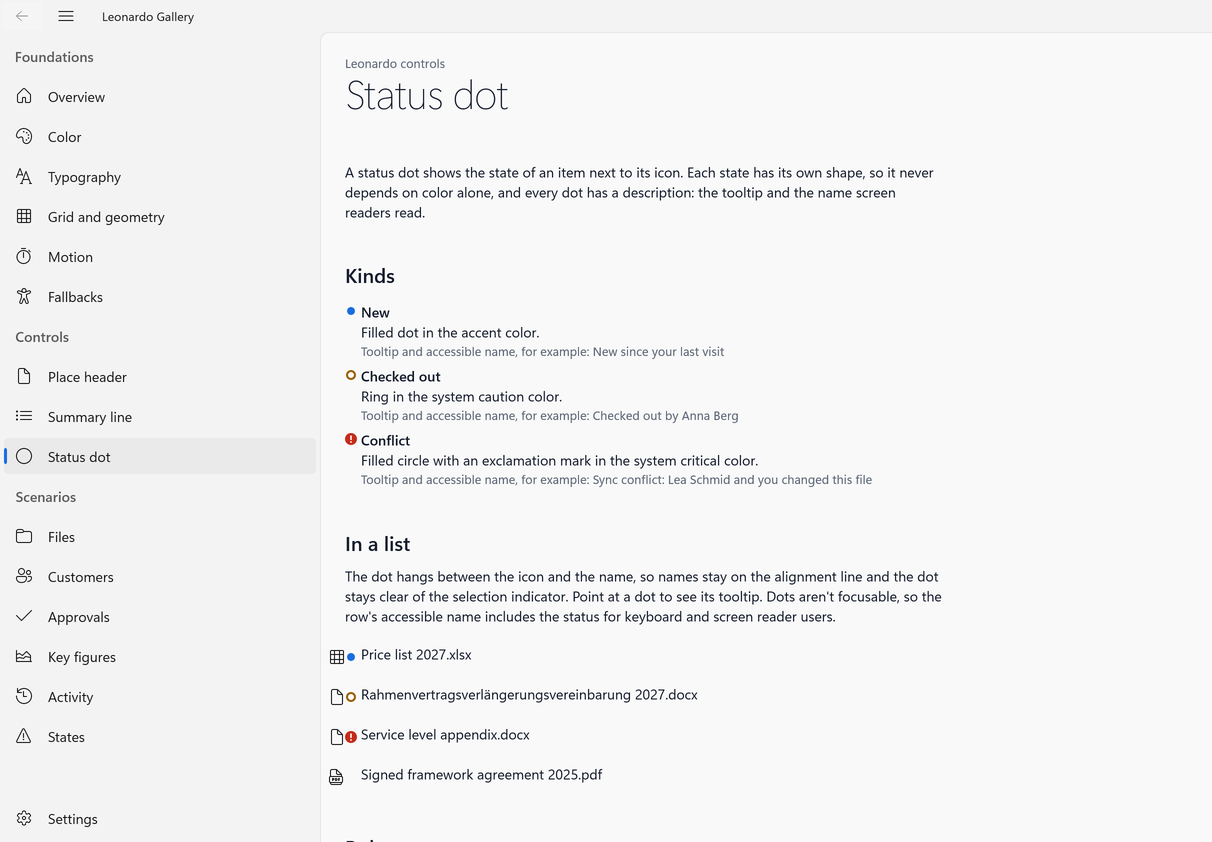 Leonardo Gallery
Foundations
Overview
Color
Typography
Grid and geometry
Motion
Fallbacks
Controls
Place header
Summary line
Status dot
Scenarios
Files
Customers
Approvals
Key figures
Activity
States
Settings
Leonardo controls
Status dot
A status dot shows the state of an item next to its icon. Each state has its own shape, so it never
depends on color alone, and every dot has a description: the tooltip and the name screen
readers read.
Kinds
New
Filled dot in the accent color.
Tooltip and accessible name, for example: New since your last visit
Checked out
Ring in the system caution color.
Tooltip and accessible name, for example: Checked out by Anna Berg
Conflict
Filled circle with an exclamation mark in the system critical color.
Tooltip and accessible name, for example: Sync conflict: Lea Schmid and you changed this file
In a list
The dot hangs between the icon and the name, so names stay on the alignment line and the dot
stays clear of the selection indicator. Point at a dot to see its tooltip. Dots aren't focusable, so the
row's accessible name includes the status for keyboard and screen reader users.
Price list 2027.xlsx
Rahmenvertragsverlängerungsvereinbarung 2027.docx
Service level appendix.docx
Signed framework agreement 2025.pdf